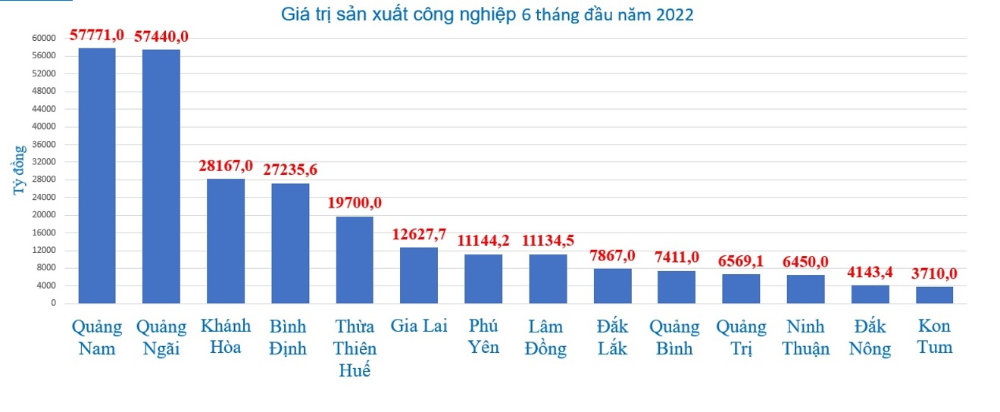 Giá trị sản xuất công nghiệp 6 tháng đầu năm 2022
Tỷ đồng
60000
56000
52000
48000
44000
40000
36000
32000
28000
24000
20000
16000
12000
8000
4000
0
57771,0 57440,0
28167,0 27235,6
19700,0
12627,7
11144,2 11134,5
7867,0 7411,0
6569,1 6450,0
4143,4 3710,0
Quảng Nam
Quảng Ngãi
Khánh Hòa
Bình Định
Thừa Thiên Huế
Gia Lai
Phú Yên
Lâm Đồng
Đắk Lắk
Quảng Bình
Quảng Trị
Ninh Thuận
Đắk Nông
Kon Tum